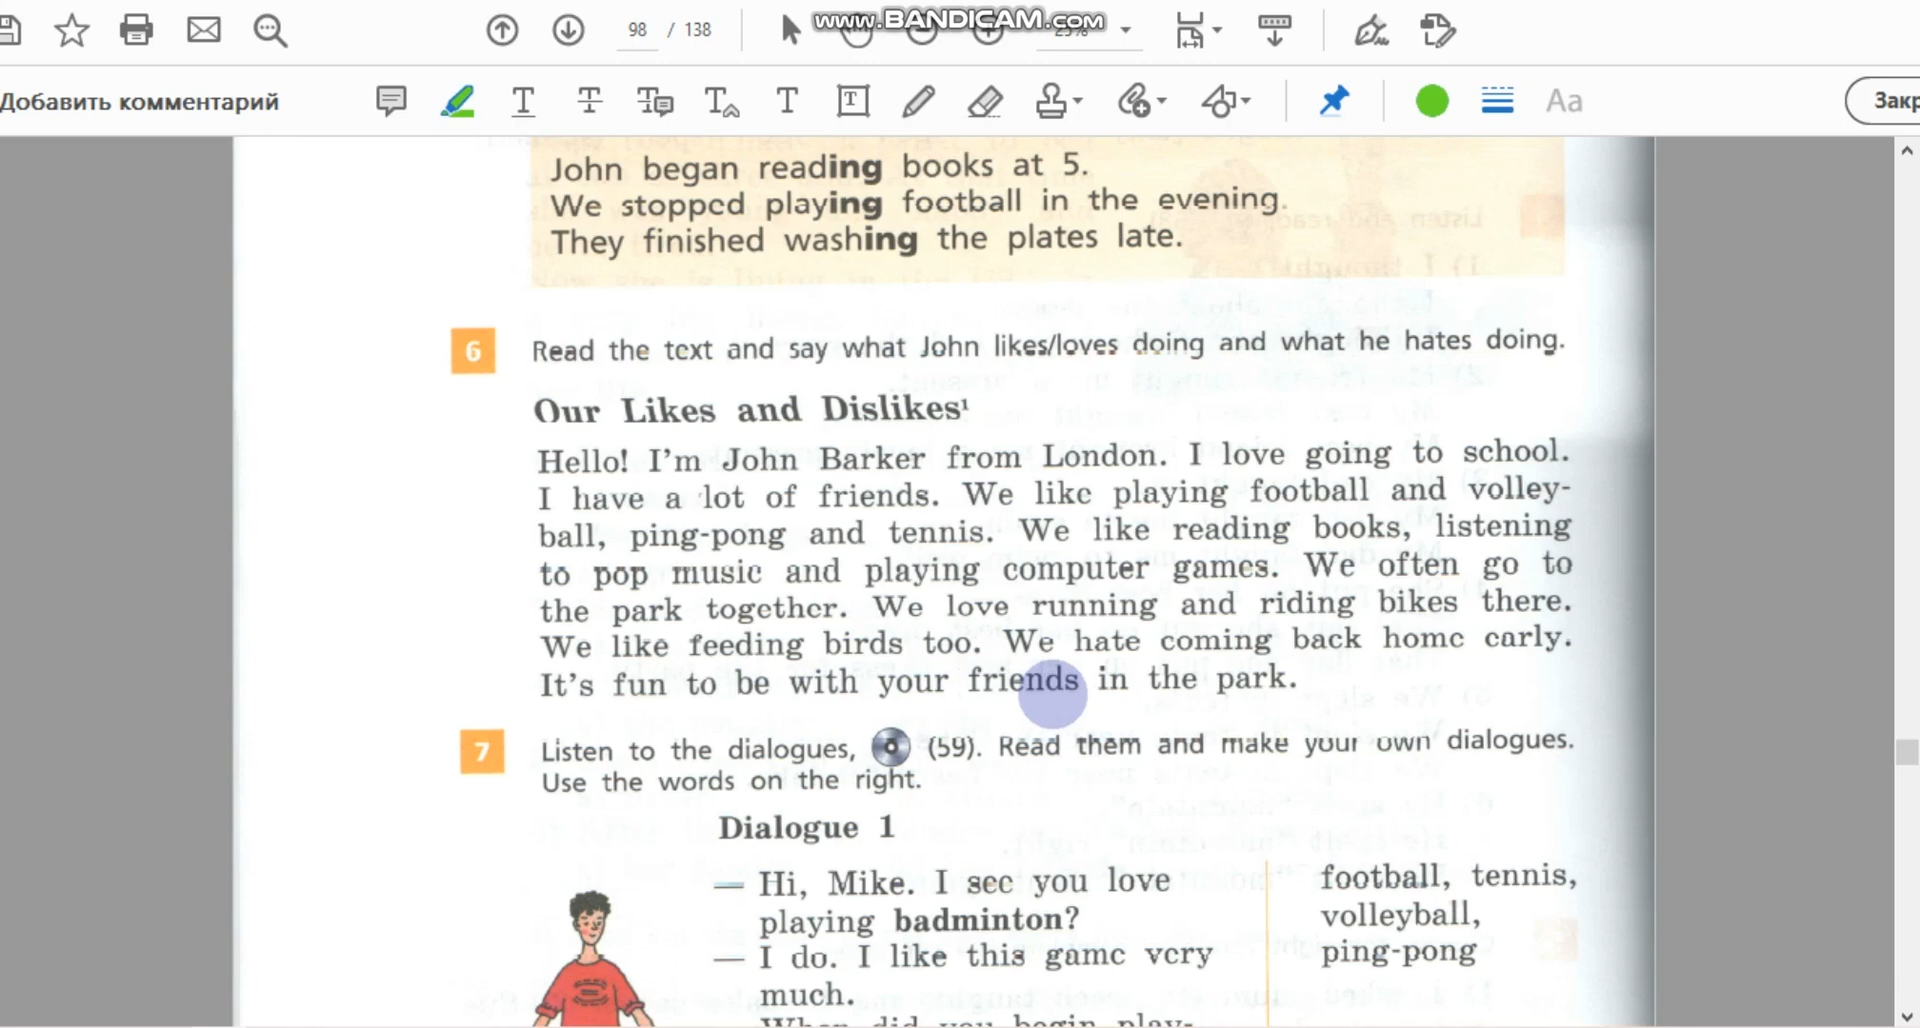 www.BANDICAM.com
98 / 138
25%
Добавить комментарий
Aa
Закр
John began reading books at 5.
We stopped playing football in the evening.
They finished washing the plates late.
6 Read the text and say what John likes/loves doing and what he hates doing.
Our Likes and Dislikes¹
Hello! I'm John Barker from London. I love going to school.
I have a lot of friends. We like playing football and volley-
ball, ping-pong and tennis. We like reading books, listening
to pop music and playing computer games. We often go to
the park together. We love running and riding bikes there.
We like feeding birds too. We hate coming back home early.
It's fun to be with your friends in the park.
7 Listen to the dialogues, (59). Read them and make your own dialogues.
Use the words on the right.
Dialogue 1
— Hi, Mike. I see you love
playing badminton?
— I do. I like this game very
much.
When did you begin play-
football, tennis,
volleyball,
ping-pong